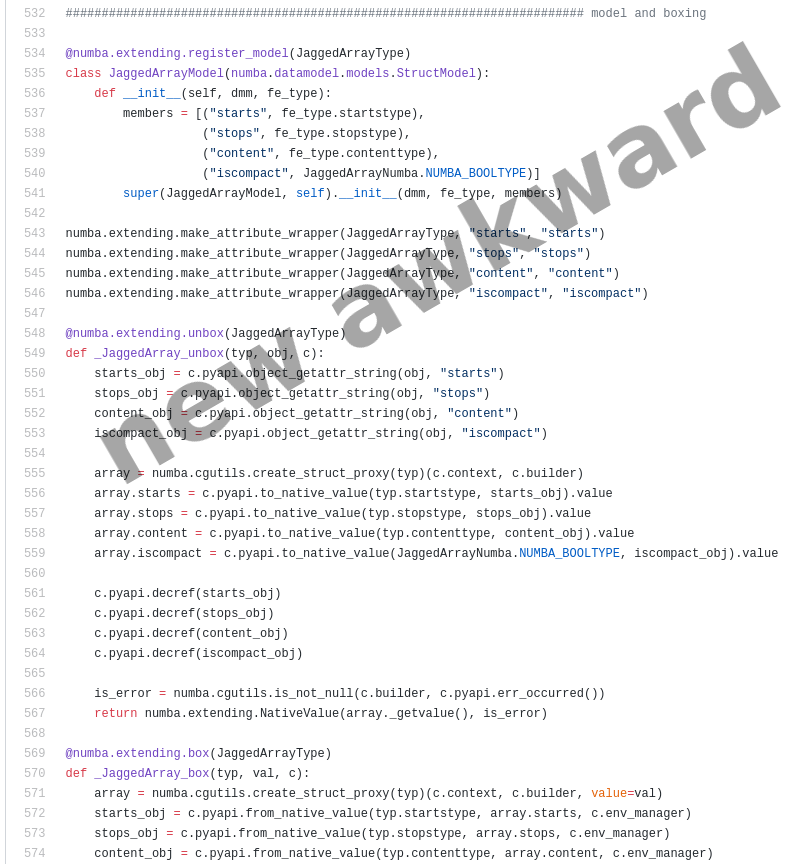 532 ######################################################################## model and boxing
533
534 @numba.extending.register_model(JaggedArrayType)
535 class JaggedArrayModel(numba.datamodel.models.StructModel):
536     def __init__(self, dmm, fe_type):
537         members = [("starts", fe_type.startstype),
538                    ("stops", fe_type.stopstype),
539                    ("content", fe_type.contenttype),
540                    ("iscompact", JaggedArrayNumba.NUMBA_BOOLTYPE)]
541         super(JaggedArrayModel, self).__init__(dmm, fe_type, members)
542
543 numba.extending.make_attribute_wrapper(JaggedArrayType, "starts", "starts")
544 numba.extending.make_attribute_wrapper(JaggedArrayType, "stops", "stops")
545 numba.extending.make_attribute_wrapper(JaggedArrayType, "content", "content")
546 numba.extending.make_attribute_wrapper(JaggedArrayType, "iscompact", "iscompact")
547
548 @numba.extending.unbox(JaggedArrayType)
549 def _JaggedArray_unbox(typ, obj, c):
550     starts_obj = c.pyapi.object_getattr_string(obj, "starts")
551     stops_obj = c.pyapi.object_getattr_string(obj, "stops")
552     content_obj = c.pyapi.object_getattr_string(obj, "content")
553     iscompact_obj = c.pyapi.object_getattr_string(obj, "iscompact")
554
555     array = numba.cgutils.create_struct_proxy(typ)(c.context, c.builder)
556     array.starts = c.pyapi.to_native_value(typ.startstype, starts_obj).value
557     array.stops = c.pyapi.to_native_value(typ.stopstype, stops_obj).value
558     array.content = c.pyapi.to_native_value(typ.contenttype, content_obj).value
559     array.iscompact = c.pyapi.to_native_value(JaggedArrayNumba.NUMBA_BOOLTYPE, iscompact_obj).value
560
561     c.pyapi.decref(starts_obj)
562     c.pyapi.decref(stops_obj)
563     c.pyapi.decref(content_obj)
564     c.pyapi.decref(iscompact_obj)
565
566     is_error = numba.cgutils.is_not_null(c.builder, c.pyapi.err_occurred())
567     return numba.extending.NativeValue(array._getvalue(), is_error)
568
569 @numba.extending.box(JaggedArrayType)
570 def _JaggedArray_box(typ, val, c):
571     array = numba.cgutils.create_struct_proxy(typ)(c.context, c.builder, value=val)
572     starts_obj = c.pyapi.from_native_value(typ.startstype, array.starts, c.env_manager)
573     stops_obj = c.pyapi.from_native_value(typ.stopstype, array.stops, c.env_manager)
574     content_obj = c.pyapi.from_native_value(typ.contenttype, array.content, c.env_manager)
new awkward